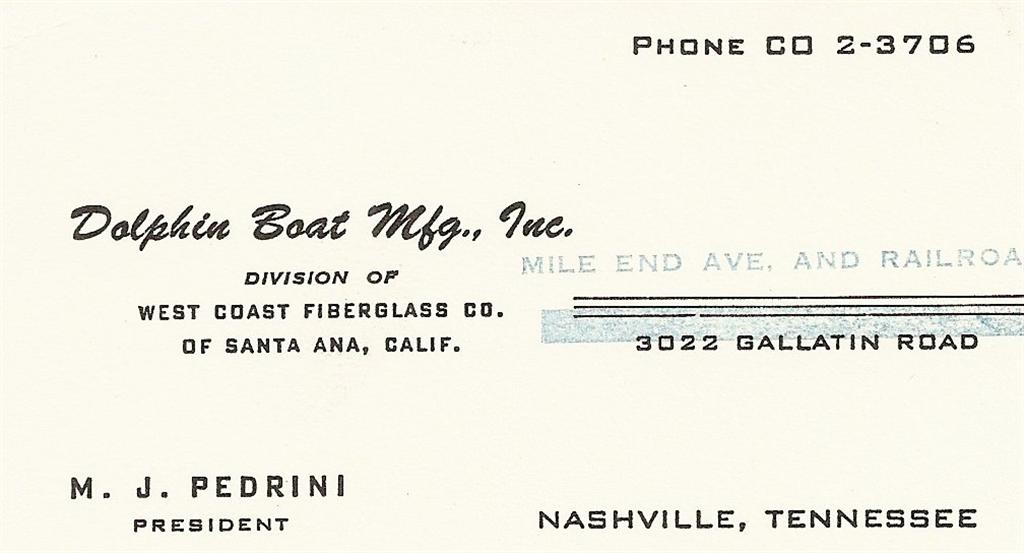 PHONE CO 2-3706
Dolphin Boat Mfg., Inc.
DIVISION OF
WEST COAST FIBERGLASS CO.
OF SANTA ANA, CALIF.
MILE END AVE, AND RAILROA
3022 GALLATIN ROAD
M. J. PEDRINI
PRESIDENT
NASHVILLE, TENNESSEE